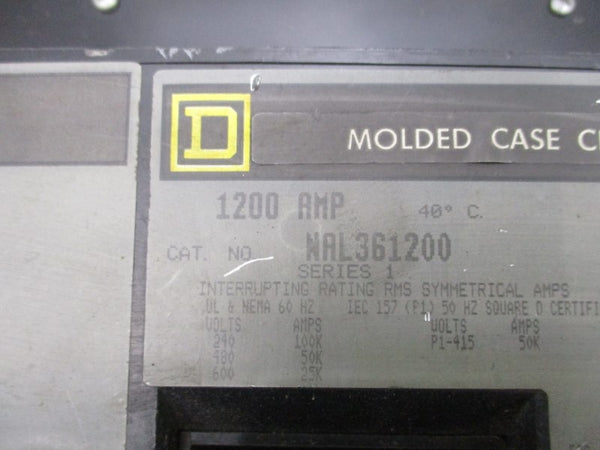 D
MOLDED CASE
1200 AMP 40° C.
CAT. NO NAL361200
SERIES 1
INTERRUPTING RATING RMS SYMMETRICAL AMPS
UL & NEMA 60 HZ IEC 157 (P1) 50 HZ SQUARE D CERTIFI
VOLTS AMPS VOLTS AMPS
240 100K P1-415 50K
480 50K
600 25K